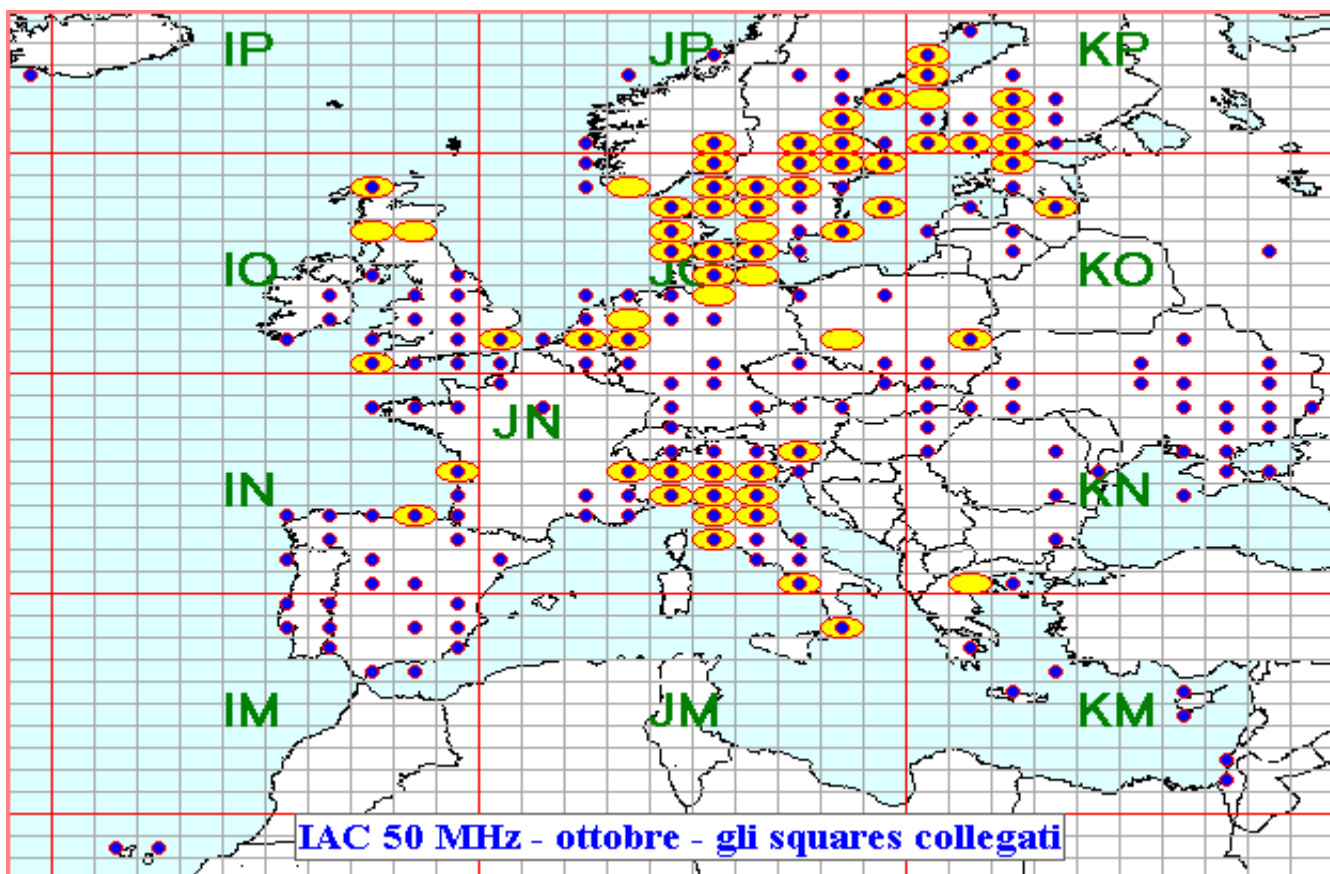 IP JP KP
IO JO KO
JN
IN KN
IM JM KM
IAC 50 MHz - ottobre - gli squares collegati